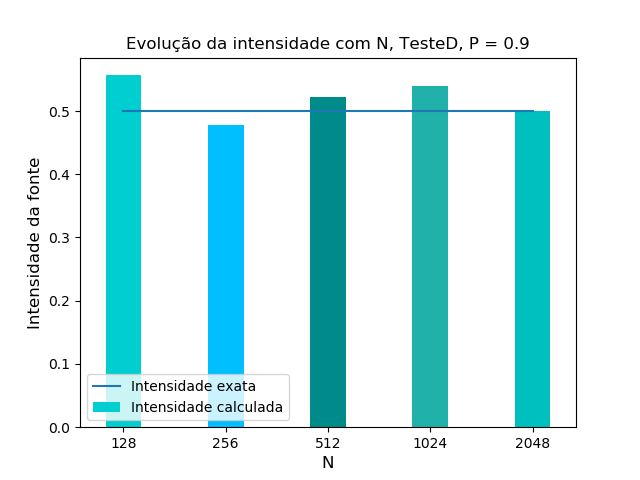 Evolução da intensidade com N, TesteD, P = 0.9
Intensidade da fonte
0.5
0.4
0.3
0.2
0.1
0.0
Intensidade exata
Intensidade calculada
128 256 512 1024 2048
N